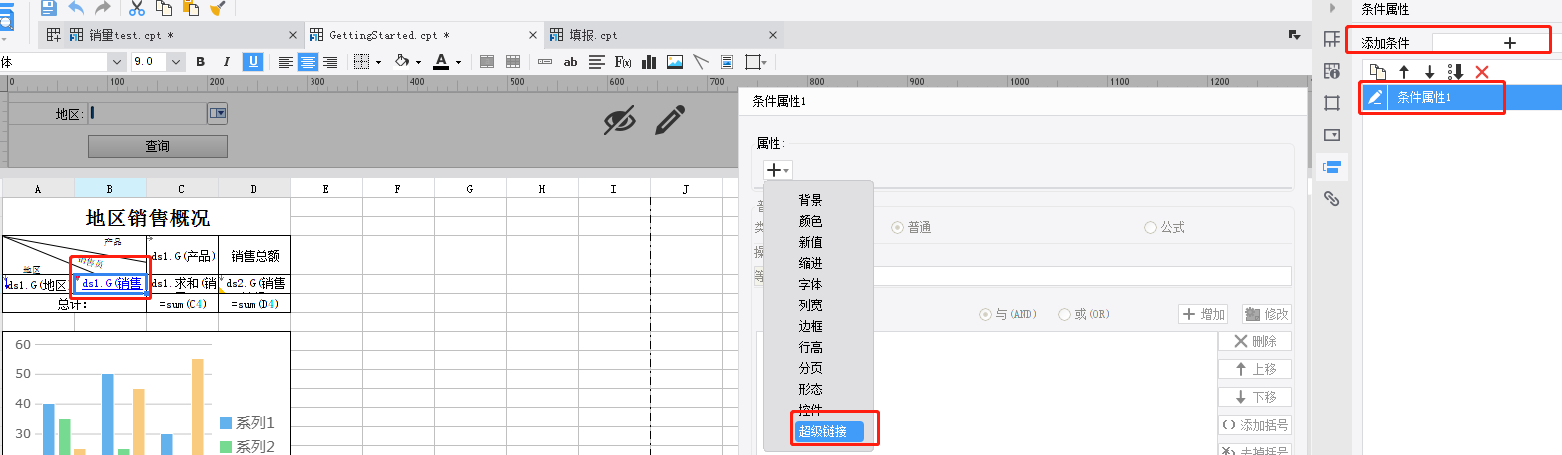 条件属性
销量test.cpt *
GettingStarted.cpt *
填报.cpt
添加条件
体
9.0
B I U
ab
F(x)
0 100 200 300 400 500 600 700 800 900 1000 1100 1200
条件属性1
条件属性1
地区:
查询
属性:
背景
颜色
新值
缩进
字体
列宽
边框
行高
分页
形态
控件
超级链接
普通
公式
与(AND)
或(OR)
增加
修改
删除
上移
下移
添加括号
去掉括号
A B C D E F G H I J
地区销售概况
产品
销售员
地区
ds1.G(产品)
销售总额
ds1.G(地区
ds1.G(销售
ds1.求和(销
ds2.G(销售
总计:
=sum(C4)
=sum(D4)
60
50
40
30
系列1
系列2